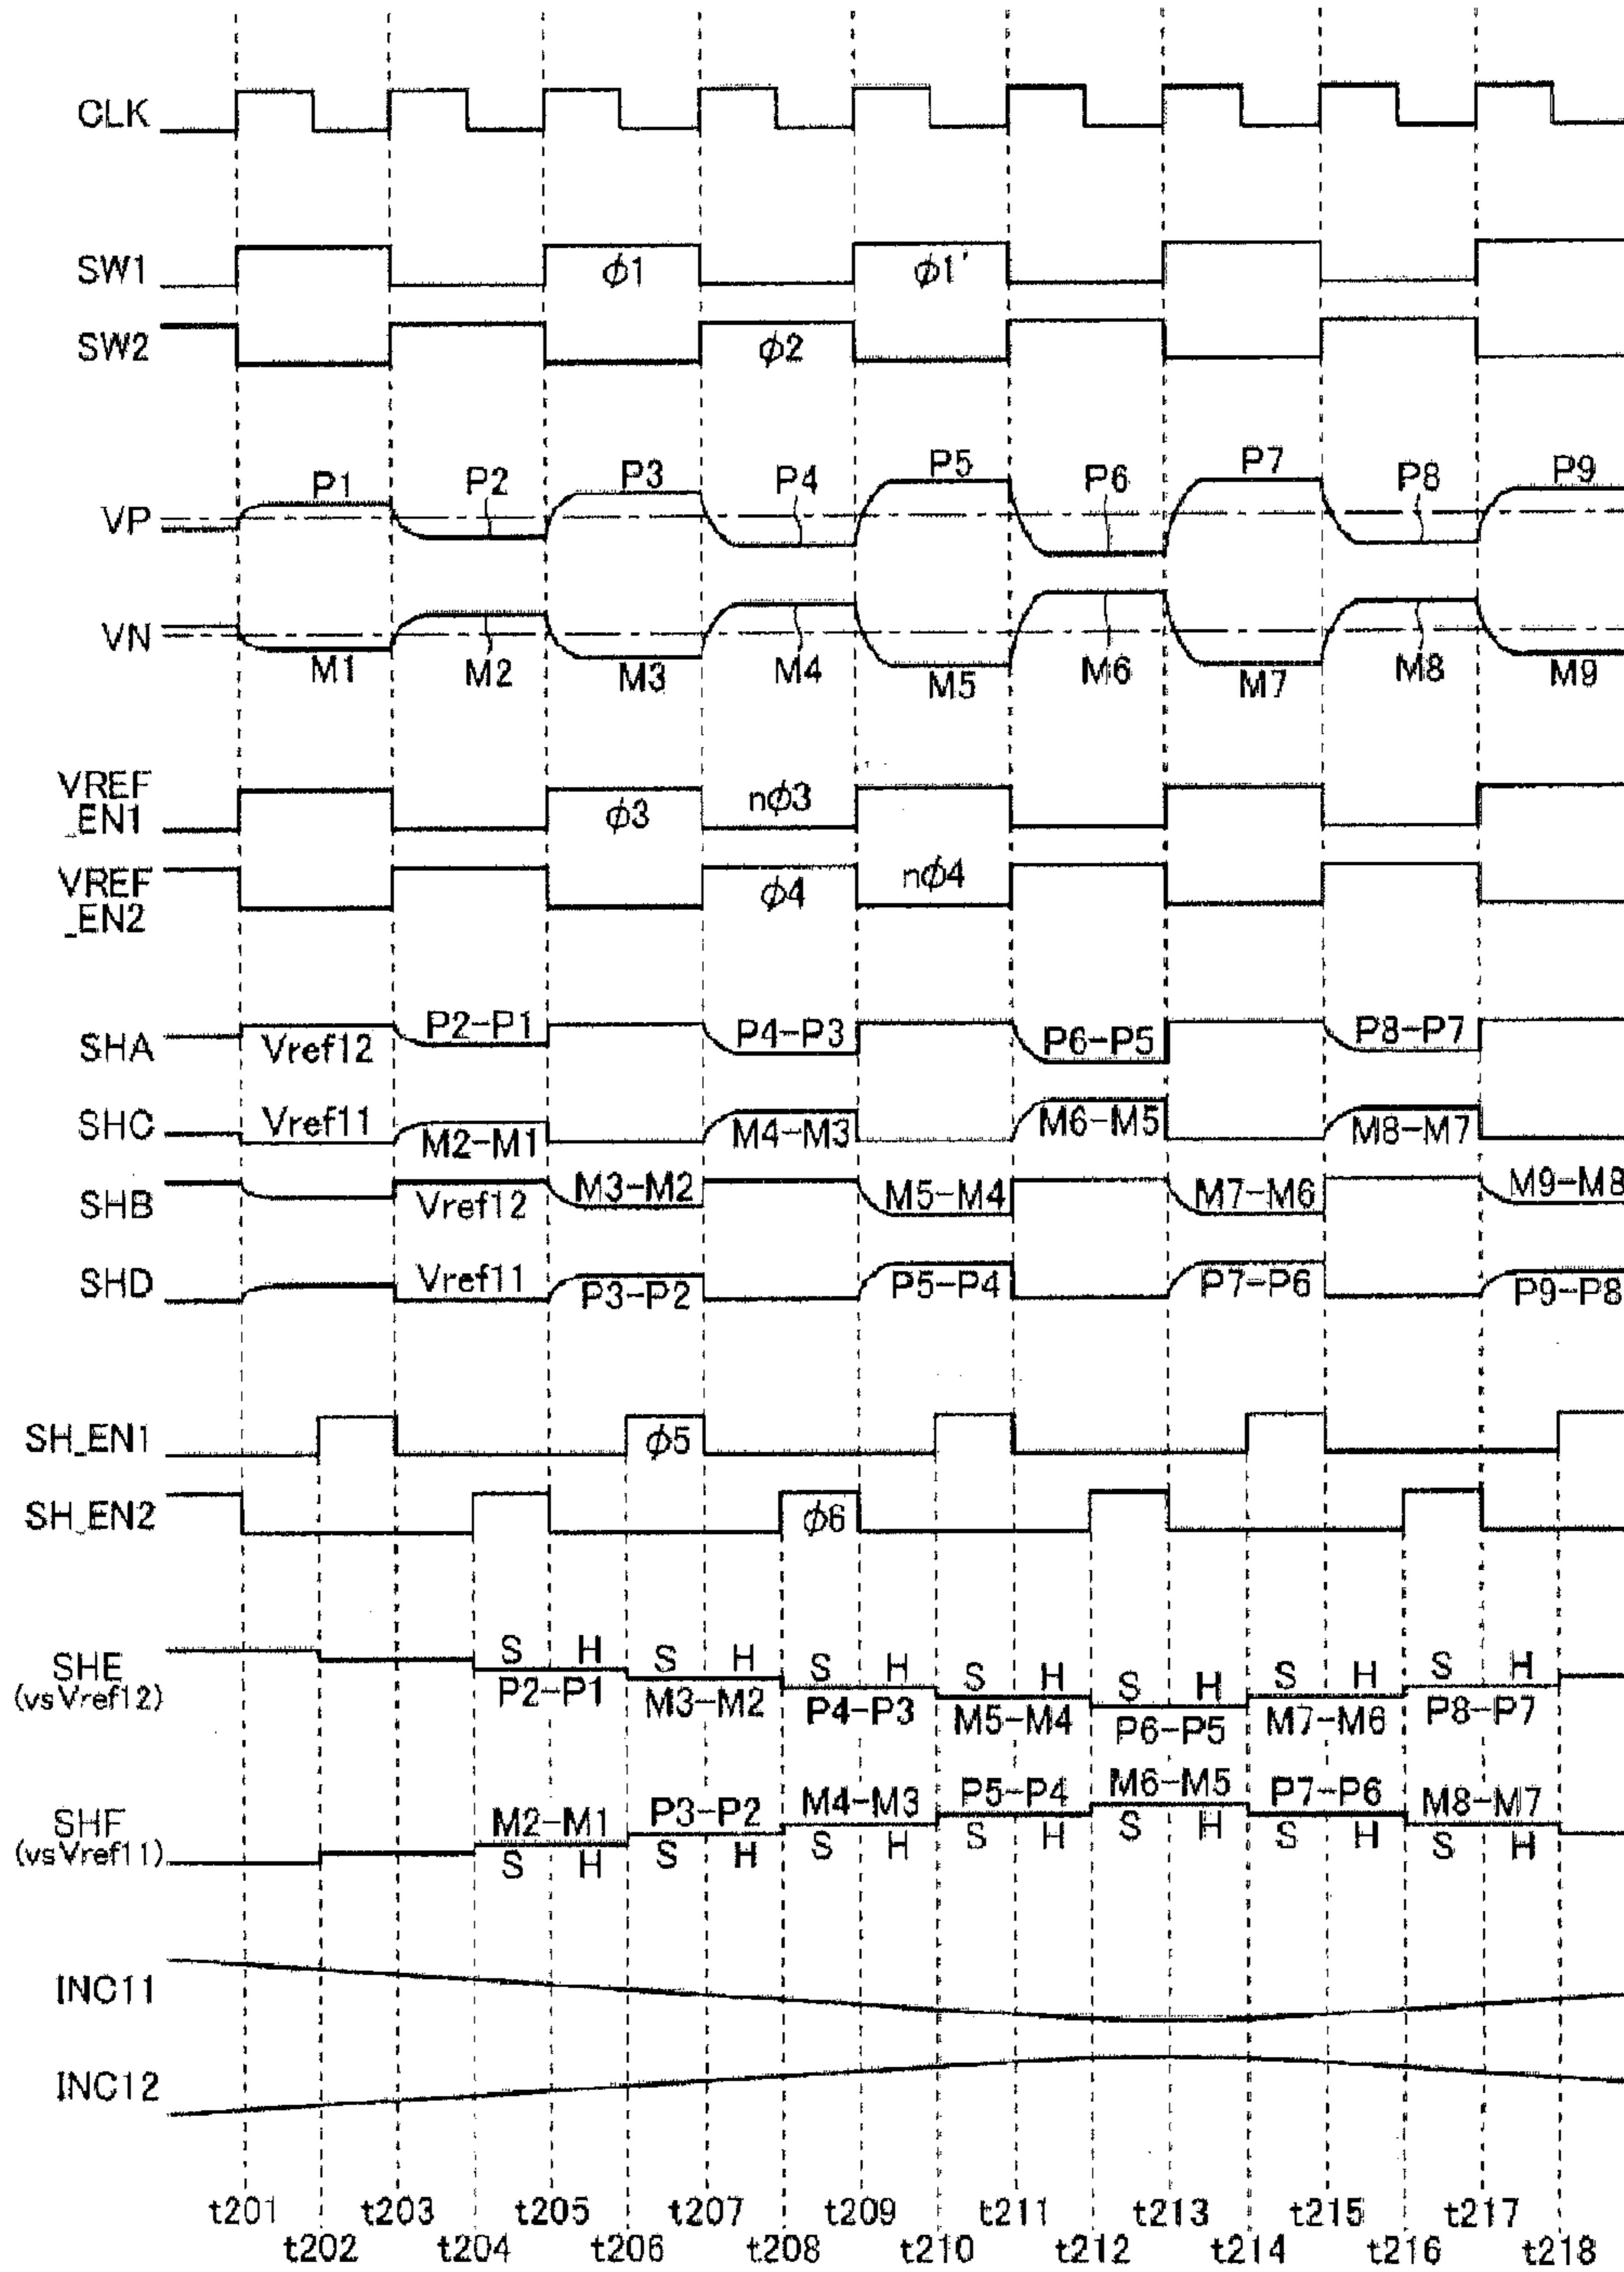 CLK
SW1 ϕ1 ϕ1'
SW2 ϕ2
P1 P2 P3 P4 P5 P6 P7 P8 P9
VP
VN
M1 M2 M3 M4 M5 M6 M7 M8 M9
VREF
_EN1 ϕ3 nϕ3
VREF
_EN2 ϕ4 nϕ4
SHA Vref12 P2-P1 P4-P3 P6-P5 P8-P7
SHC Vref11 M2-M1 M4-M3 M6-M5 M8-M7
SHB Vref12 M3-M2 M5-M4 M7-M6 M9-M8
SHD Vref11 P3-P2 P5-P4 P7-P6 P9-P8
SH_EN1 ϕ5
SH_EN2 ϕ6
S H S H S H S H S H S H S H
SHE
(vsVref12)
P2-P1 M3-M2 P4-P3 M5-M4 P6-P5 M7-M6 P8-P7
M2-M1 P3-P2 M4-M3 P5-P4 M6-M5 P7-P6 M8-M7
SHF
(vsVref11)
S H S H S H S H S H S H S H
INC11
INC12
t201 t203 t205 t207 t209 t211 t213 t215 t217
t202 t204 t206 t208 t210 t212 t214 t216 t218